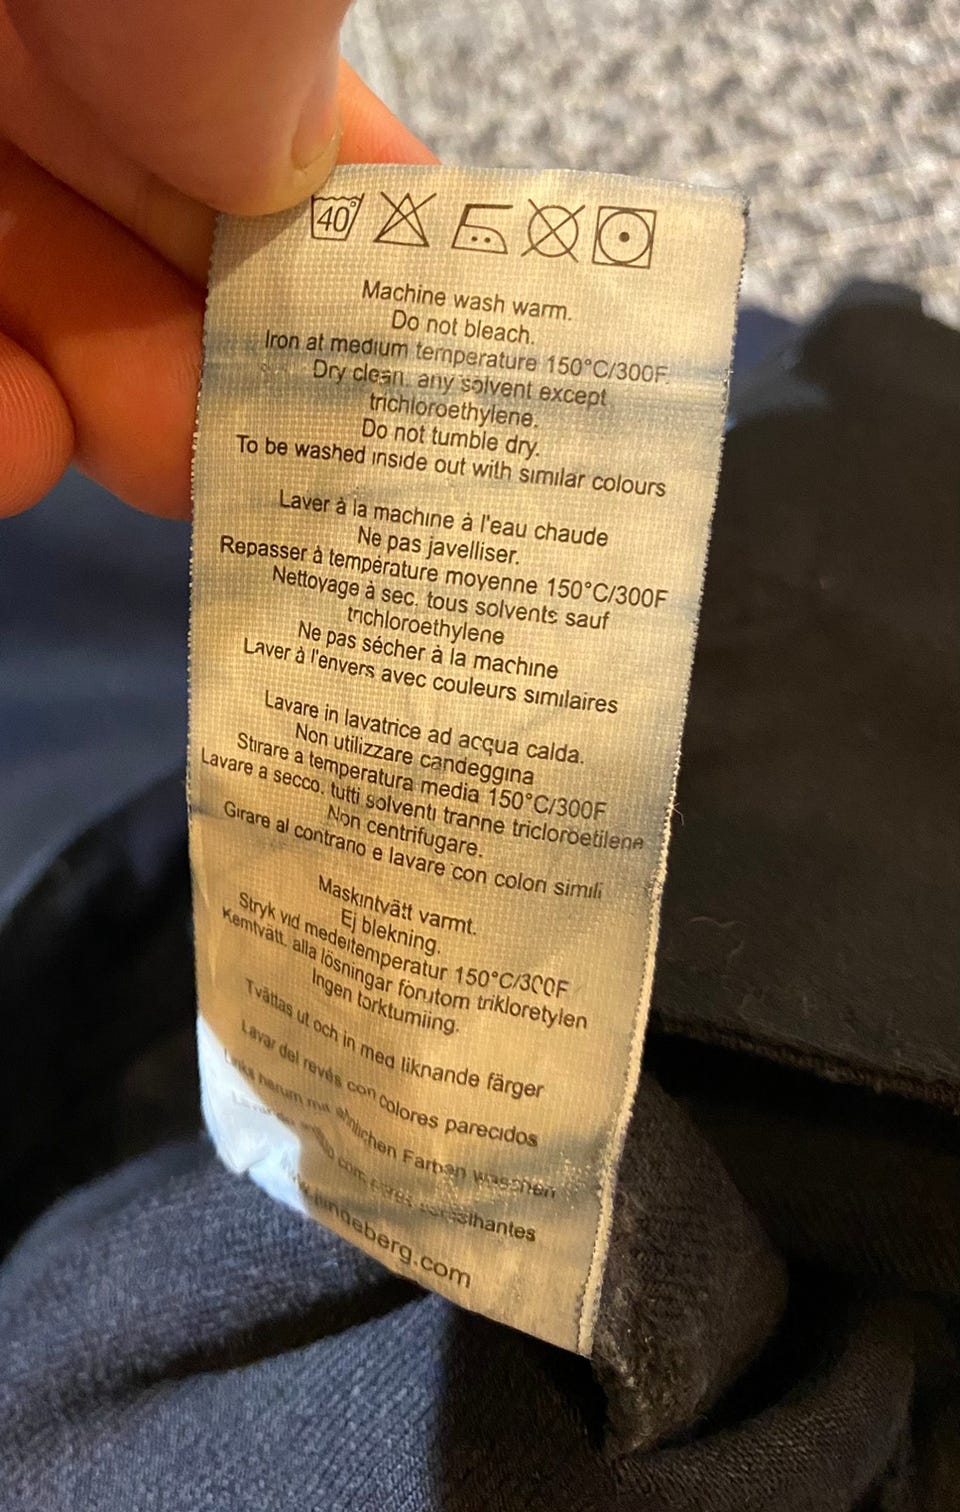 40°
Machine wash warm.
Do not bleach.
Iron at medium temperature 150°C/300F.
Dry clean. any solvent except
trichloroethylene.
Do not tumble dry.
To be washed inside out with similar colours
Laver à la machine à l'eau chaude
Ne pas javelliser.
Repasser à température moyenne 150°C/300F
Nettoyage à sec. tous solvents sauf
trichloroethylene
Ne pas sécher à la machine
Laver à l'envers avec couleurs similaires
Lavare in lavatrice ad acqua calda.
Non utilizzare candeggina
Stirare a temperatura media 150°C/300F
Lavare a secco, tutti solventi tranne tricloroetilene
Non centrifugare.
Girare al contrario e lavare con colori simili
Maskintvätt varmt.
Ej blekning.
Stryk vid medeltemperatur 150°C/300F
Kemtvätt. alla lösningar förutom trikloretylen
Ingen torktumling.
Tvättas ut och in med liknande färger
Lavar del revés con colores parecidos
Links herum mit ähnlichen Farben waschen
com